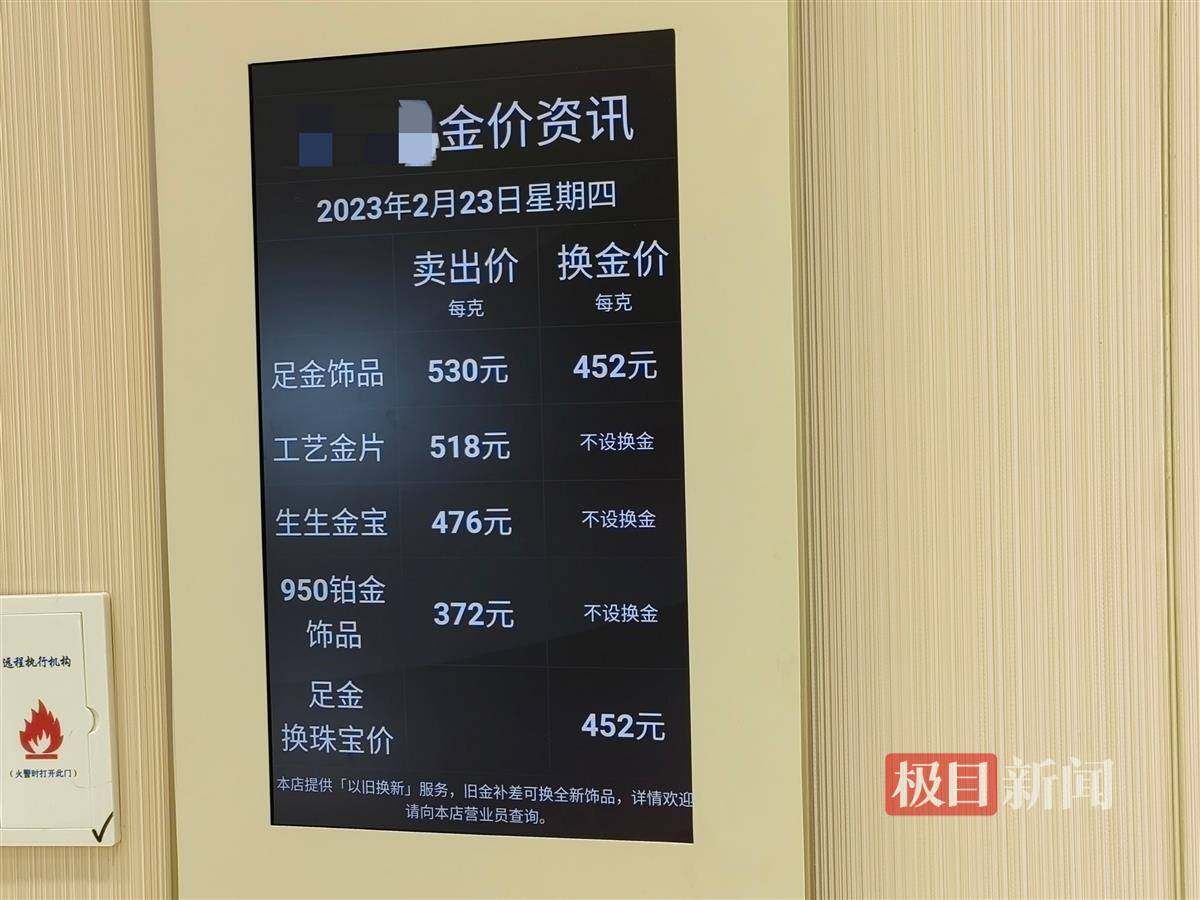 金价资讯
2023年2月23日星期四
卖出价 换金价
每克 每克
足金饰品 530元 452元
工艺金片 518元 不设换金
生生金宝 476元 不设换金
950铂金
饰品 372元 不设换金
足金
换珠宝价 452元
本店提供「以旧换新」服务，旧金补差可换全新饰品，详情欢迎
请向本店营业员查询。
远程执行机构
（火警时打开此门）
极目新闻